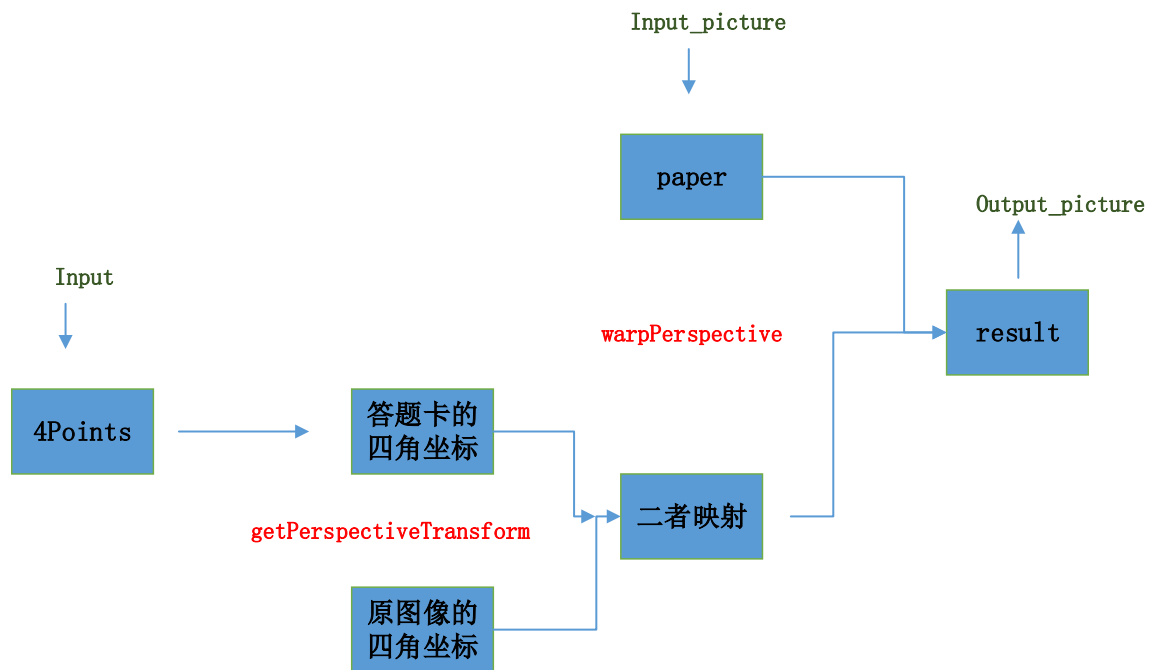 Input_picture
paper
Output_picture
Input
warpPerspective
result
4Points
答题卡的
四角坐标
二者映射
getPerspectiveTransform
原图像的
四角坐标